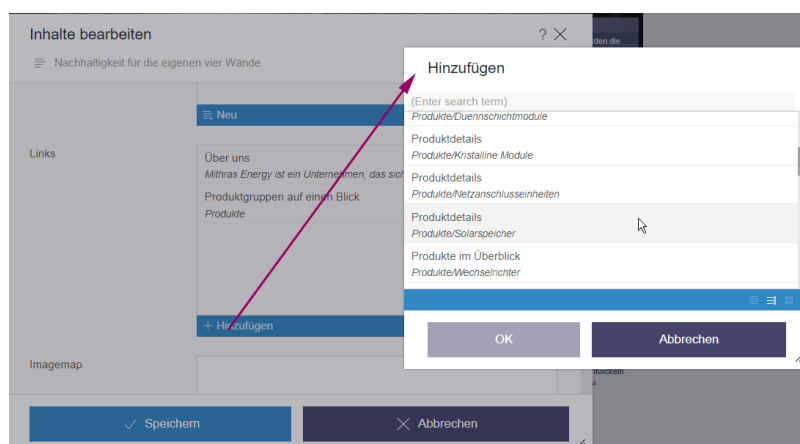 Inhalte bearbeiten
?
Nachhaltigkeit für die eigenen vier Wände
Neu
Links
Über uns
Mithras Energy ist ein Unternehmen, das sich
Produktgruppen auf einen Blick
Produkte
+ Hinzufügen
Imagemap
Speichern
Abbrechen
Hinzufügen
(Enter search term)
Produkte/Duennschichtmodule
Produktdetails
Produkte/Kristalline Module
Produktdetails
Produkte/Netzanschlusseinheiten
Produktdetails
Produkte/Solarspeicher
Produkte im Überblick
Produkte/Wechselrichter
OK
Abbrechen